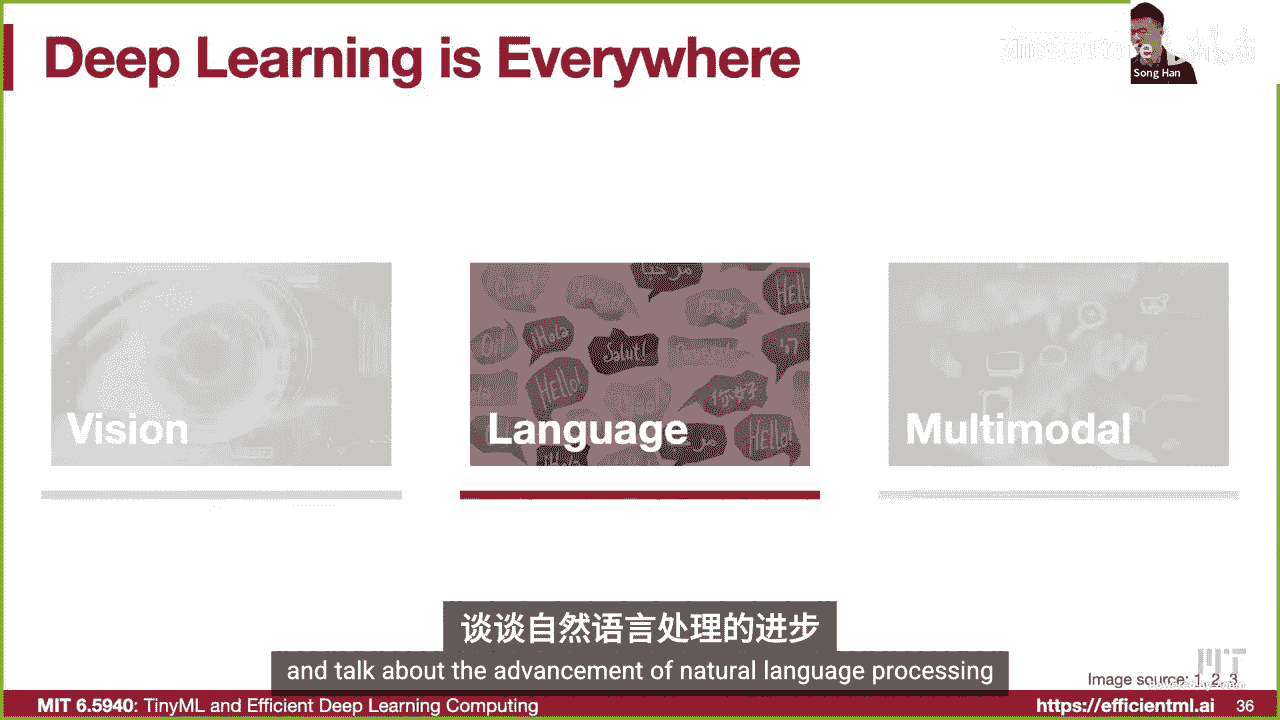 Deep Learning is Everywhere
Song Han
¡Hola
Salut!
Hello!
Hell
Hello!
Vision
Language
Multimodal
谈谈自然语言处理的进步
and talk about the advancement of natural language processing
Image source: 1, 2, 3
MIT 6.5940: TinyML and Efficient Deep Learning Computing
https://efficientml.ai
36